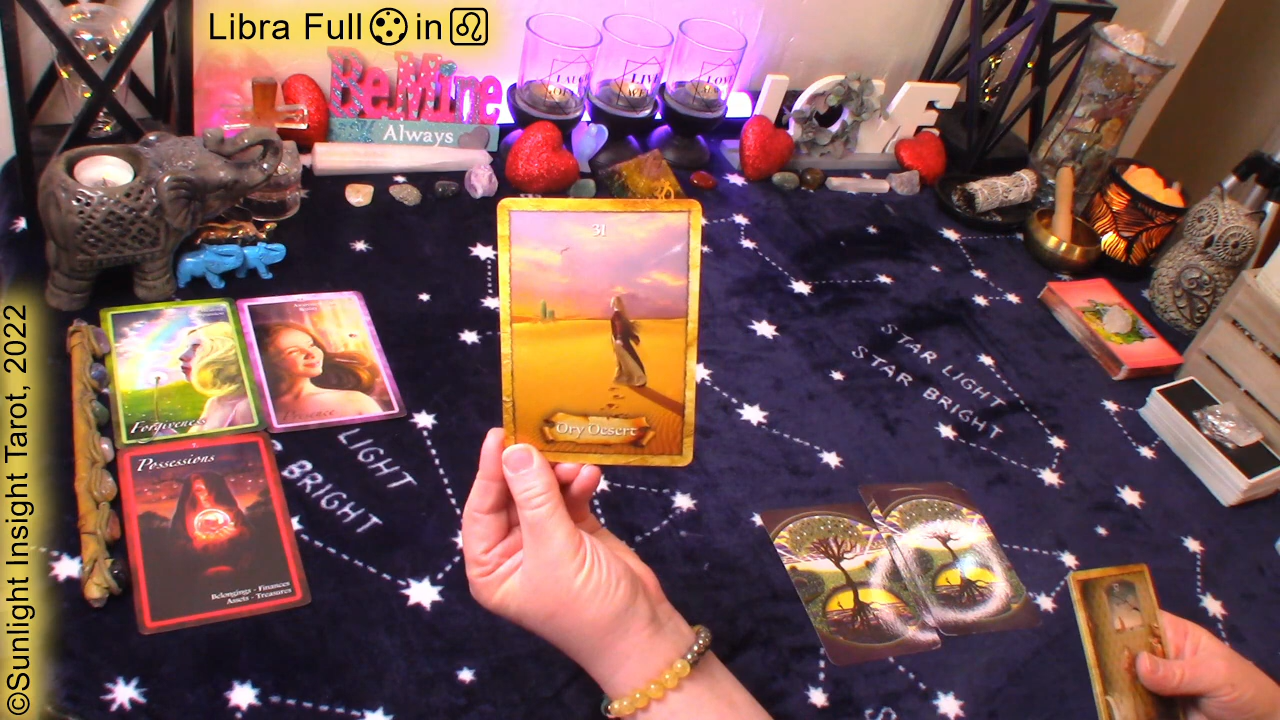 Libra Full in
Be Mine
Always
LOVE
31
Dry Desert
Forgiveness
Presence
Possessions
Belongings - Finances
Assets - Treasures
LIGHT
BRIGHT
STAR LIGHT
STAR BRIGHT
©Sunlight Insight Tarot, 2022